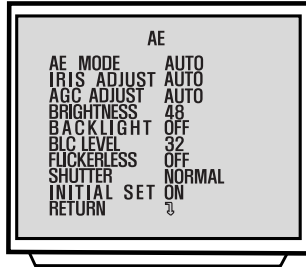 AE
AE MODE AUTO
IRIS ADJUST AUTO
AGC ADJUST AUTO
BRIGHTNESS 48
BACKLIGHT OFF
BLC LEVEL 32
FLICKERLESS OFF
SHUTTER NORMAL
INITIAL SET ON
RETURN